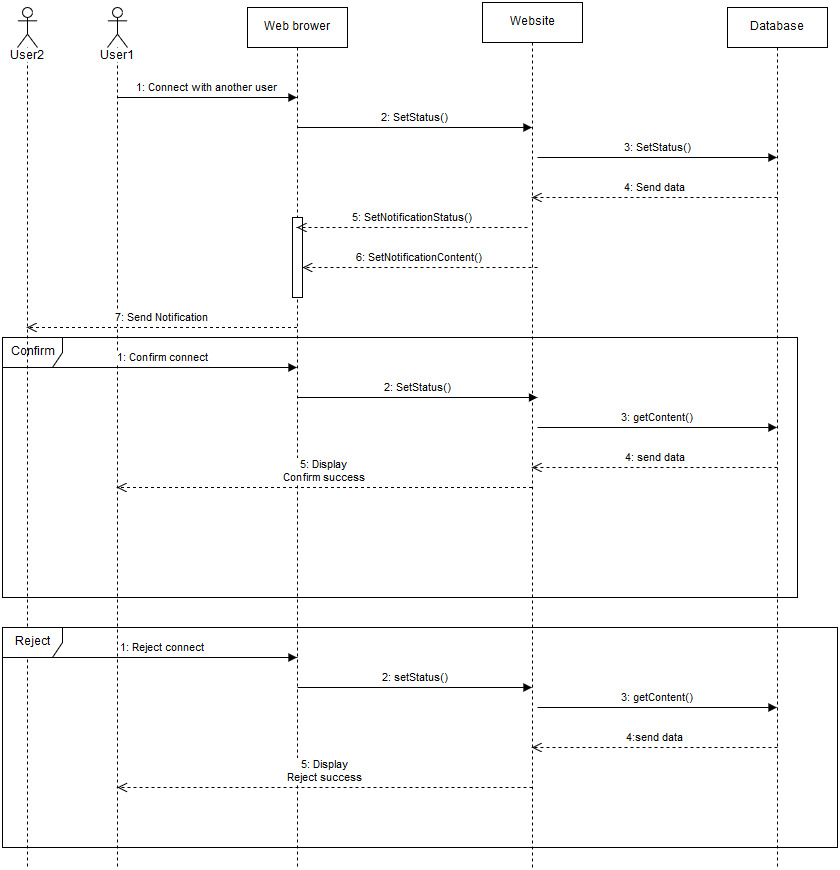 User2
User1
Web brower
Website
Database
1: Connect with another user
2: SetStatus()
3: SetStatus()
4: Send data
5: SetNotificationStatus()
6: SetNotificationContent()
7: Send Notification
Confirm
1: Confirm connect
2: SetStatus()
3: getContent()
4: send data
5: Display
Confirm success
Reject
1: Reject connect
2: setStatus()
3: getContent()
4:send data
5: Display
Reject success